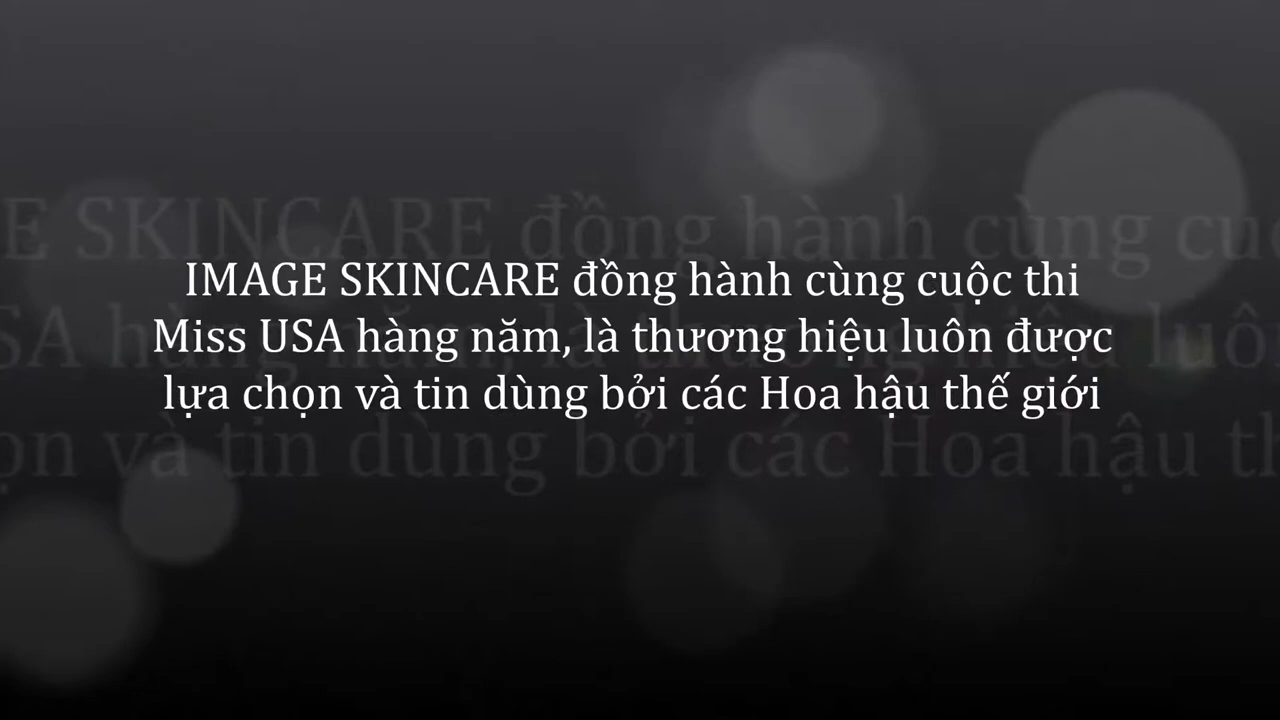 IMAGE SKINCARE đồng hành cùng cuộc thi
Miss USA hàng năm, là thương hiệu luôn được
lựa chọn và tin dùng bởi các Hoa hậu thế giới